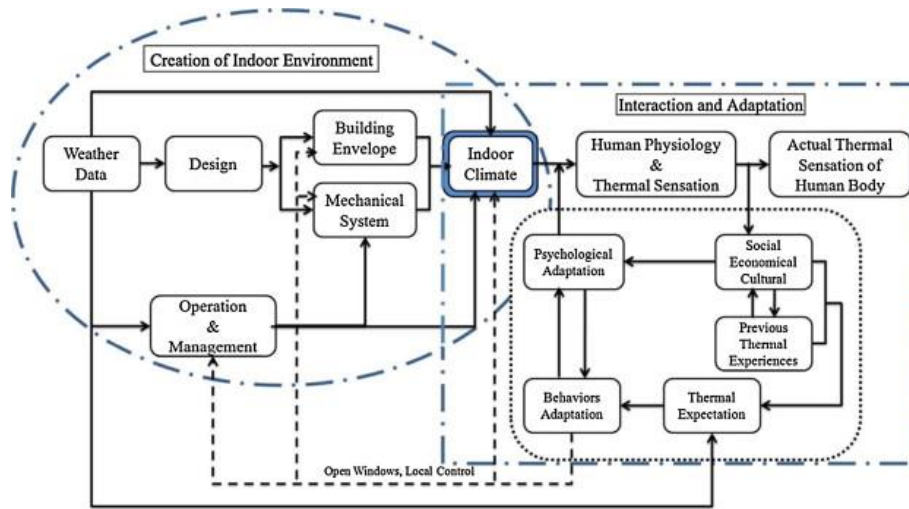 Creation of Indoor Environment
Interaction and Adaptation
Weather
Data
Design
Building
Envelope
Mechanical
System
Indoor
Climate
Human Physiology
&
Thermal Sensation
Actual Thermal
Sensation of
Human Body
Operation
&
Management
Psychological
Adaptation
Social
Economical
Cultural
Previous
Thermal
Experiences
Behaviors
Adaptation
Thermal
Expectation
Open Windows, Local Control